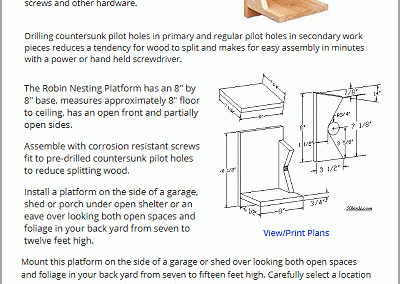 screws and other hardware.
Drilling countersunk pilot holes in primary and regular pilot holes in secondary work
pieces reduces a tendency for wood to split and makes for easy assembly in minutes
with a power or hand held screwdriver.
The Robin Nesting Platform has an 8" by
8" base, measures approximately 8" floor
to ceiling, has an open front and partially
open sides.
Assemble with corrosion resistant screws
fit to pre-drilled countersunk pilot holes
to reduce splitting wood.
Install a platform on the side of a garage,
shed or porch under open shelter or an
eave over looking both open spaces and
foliage in your back yard from seven to
twelve feet high.
7/8"
7 1/8"
1 1/2"
3 1/2"
3/4"
View/Print Plans
Mount this platform on the side of a garage or shed over looking both open spaces
and foliage in your back yard from seven to fifteen feet high. Carefully select a location